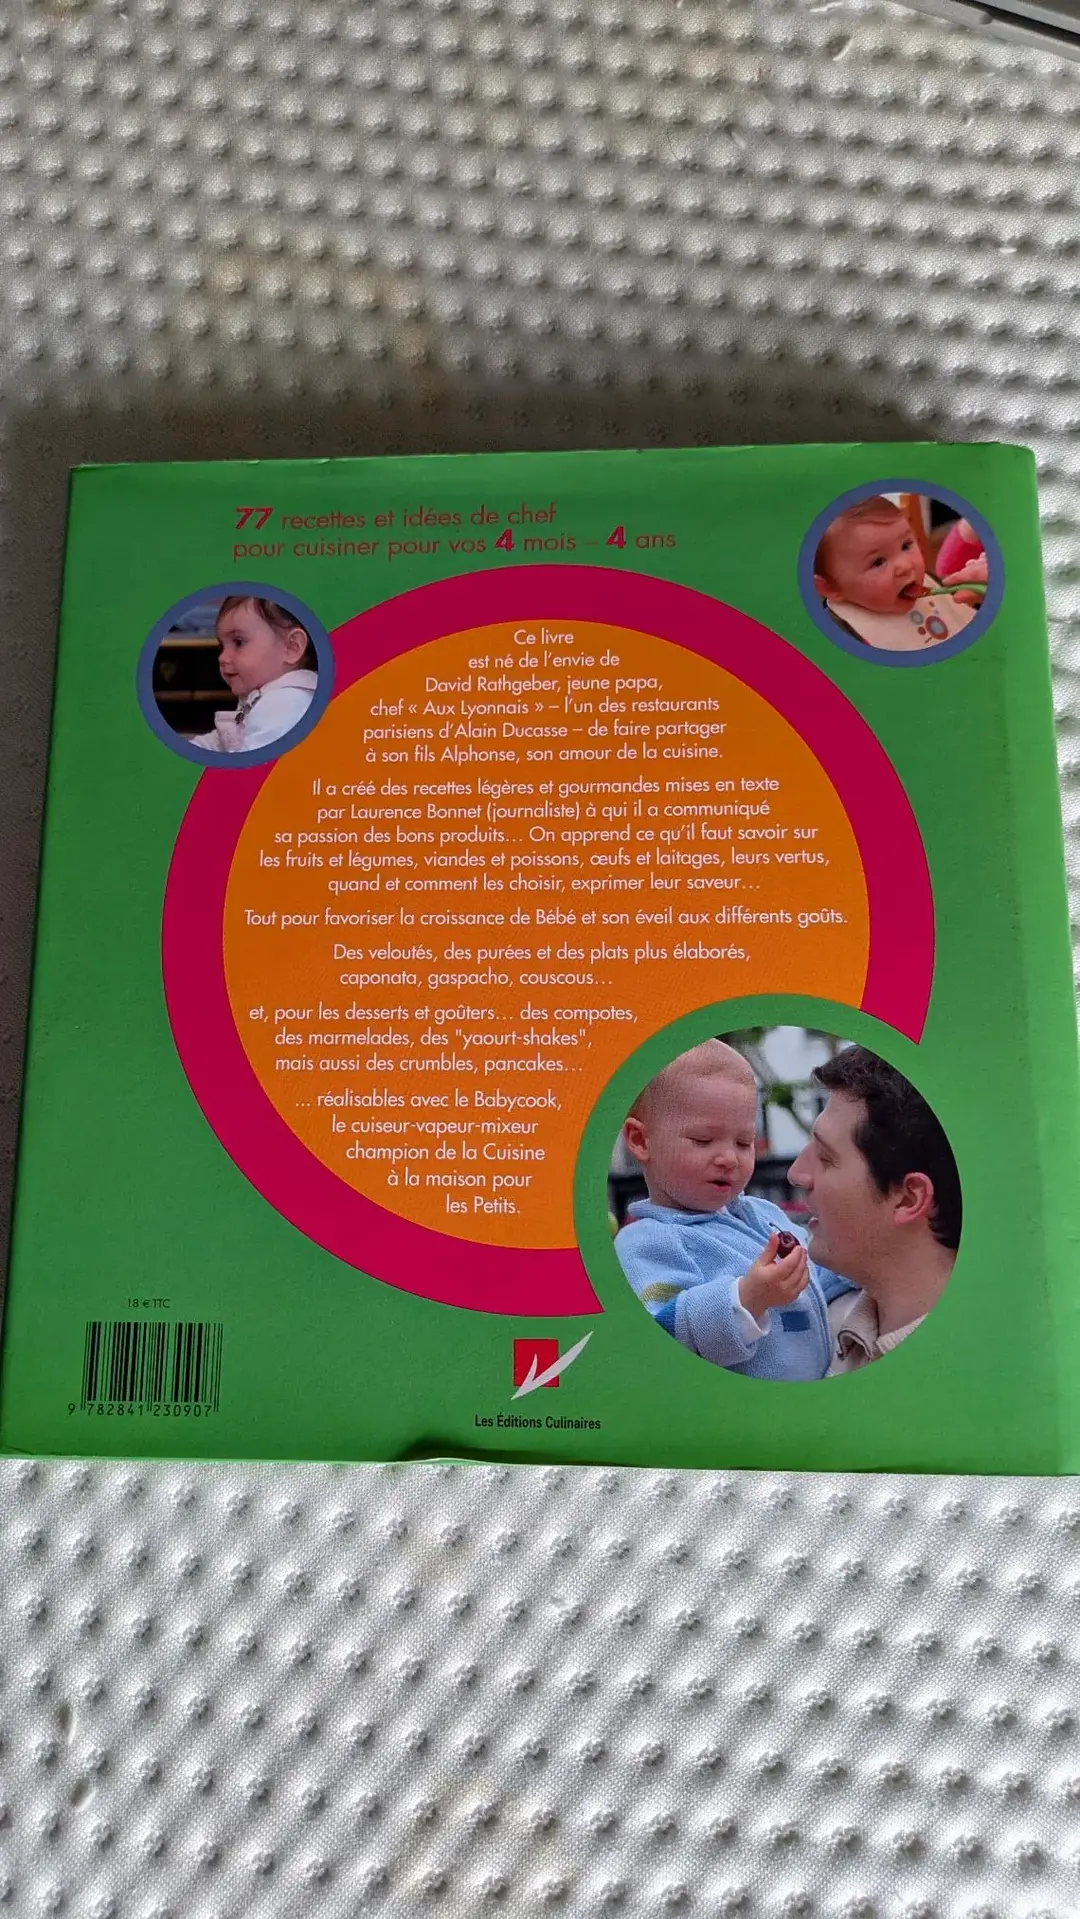 77 recettes et idées de chef
pour cuisiner pour vos 4 mois – 4 ans
Ce livre
est né de l'envie de
David Rathgeber, jeune papa,
chef « Aux Lyonnais » – l'un des restaurants
parisiens d'Alain Ducasse – de faire partager
à son fils Alphonse, son amour de la cuisine.
Il a créé des recettes légères et gourmandes mises en texte
par Laurence Bonnet (journaliste) à qui il a communiqué
sa passion des bons produits... On apprend ce qu'il faut savoir sur
les fruits et légumes, viandes et poissons, œufs et laitages, leurs vertus,
quand et comment les choisir, exprimer leur saveur...
Tout pour favoriser la croissance de Bébé et son éveil aux différents goûts.
Des veloutés, des purées et des plats plus élaborés,
caponata, gaspacho, couscous...
et, pour les desserts et goûters... des compotes,
des marmelades, des "yaourt-shakes",
mais aussi des crumbles, pancakes...
... réalisables avec le Babycook,
le cuiseur-vapeur-mixeur
champion de la Cuisine
à la maison pour
les Petits.
18 € TTC
9 782841 230907
Les Éditions Culinaires